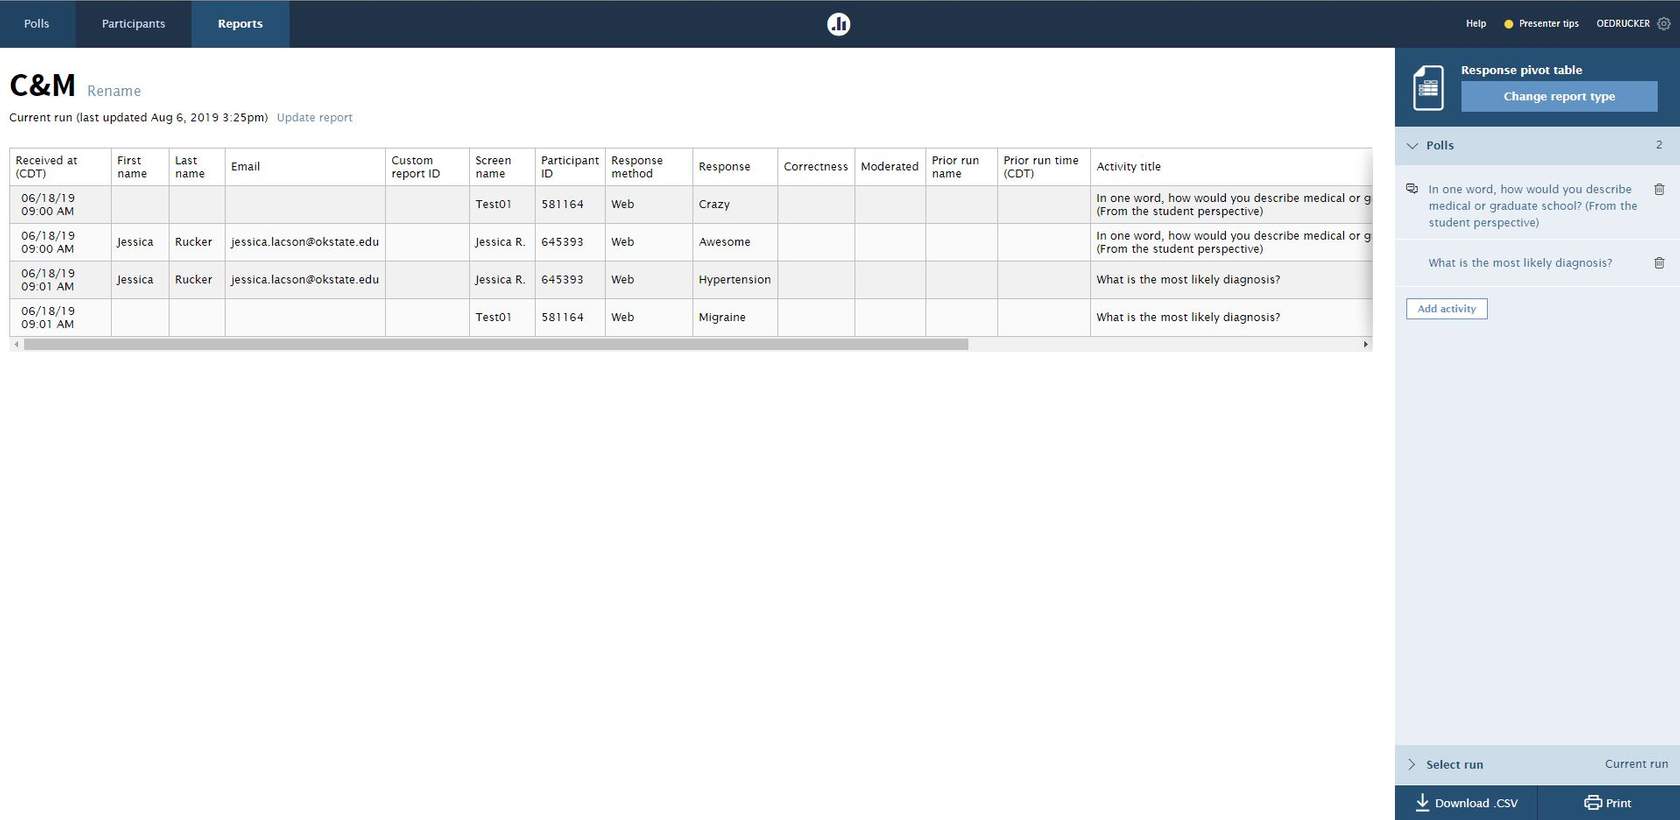 Polls Participants Reports Help Presenter tips OEDRUCKER
C&M Rename
Current run (last updated Aug 6, 2019 3:25pm) Update report
Received at (CDT) First name Last name Email Custom report ID Screen name Participant ID Response method Response Correctness Moderated Prior run name Prior run time (CDT) Activity title
06/18/19 09:00 AM Test01 581164 Web Crazy In one word, how would you describe medical or g (From the student perspective)
06/18/19 09:00 AM Jessica Rucker jessica.lacson@okstate.edu Jessica R. 645393 Web Awesome In one word, how would you describe medical or g (From the student perspective)
06/18/19 09:01 AM Jessica Rucker jessica.lacson@okstate.edu Jessica R. 645393 Web Hypertension What is the most likely diagnosis?
06/18/19 09:01 AM Test01 581164 Web Migraine What is the most likely diagnosis?
Response pivot table
Change report type
Polls 2
In one word, how would you describe
medical or graduate school? (From the
student perspective)
What is the most likely diagnosis?
Add activity
Select run Current run
Download .CSV Print